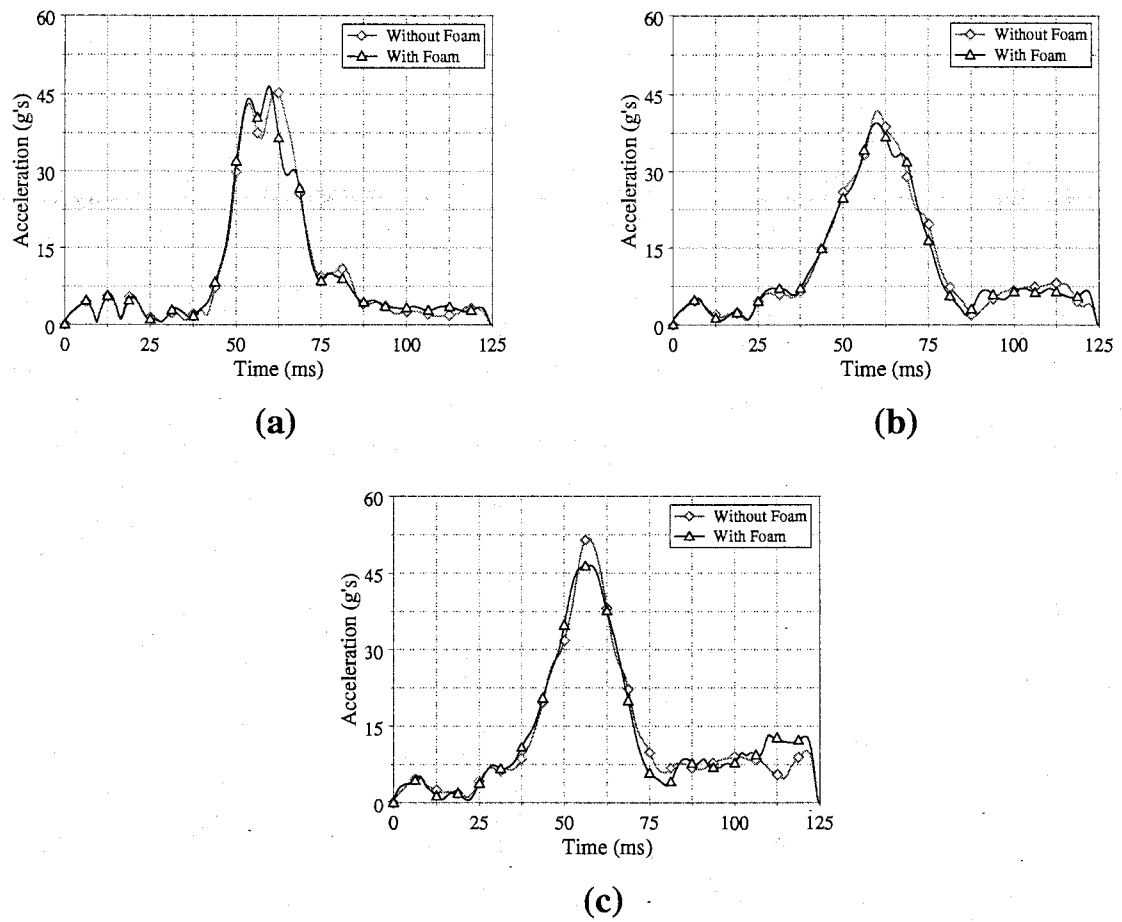 60
45
30
15
0
Acceleration (g's)
Without Foam
With Foam
0 25 50 75 100 125
Time (ms)
(a)
60
45
30
15
0
Acceleration (g's)
Without Foam
With Foam
0 25 50 75 100 125
Time (ms)
(b)
60
45
30
15
0
Acceleration (g's)
Without Foam
With Foam
0 25 50 75 100 125
Time (ms)
(c)